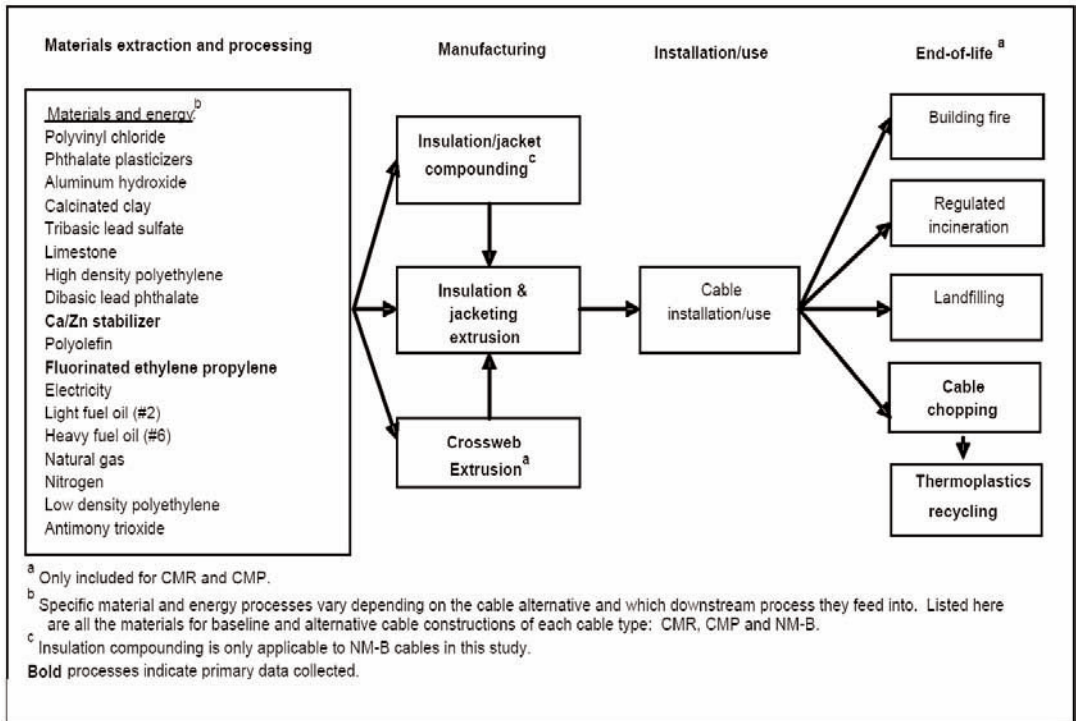 Materials extraction and processing
Manufacturing
Installation/use
End-of-life a
Materials and energy: b
Polyvinyl chloride
Phthalate plasticizers
Aluminum hydroxide
Calcinated clay
Tribasic lead sulfate
Limestone
High density polyethylene
Dibasic lead phthalate
Ca/Zn stabilizer
Polyolefin
Fluorinated ethylene propylene
Electricity
Light fuel oil (#2)
Heavy fuel oil (#6)
Natural gas
Nitrogen
Low density polyethylene
Antimony trioxide
Insulation/jacket
compounding c
Insulation &
jacketing
extrusion
Crossweb
Extrusion a
Cable
installation/use
Building fire
Regulated
incineration
Landfilling
Cable
chopping
Thermoplastics
recycling
a Only included for CMR and CMP.
b Specific material and energy processes vary depending on the cable alternative and which downstream process they feed into. Listed here
are all the materials for baseline and alternative cable constructions of each cable type: CMR, CMP and NM-B.
c Insulation compounding is only applicable to NM-B cables in this study.
Bold processes indicate primary data collected.